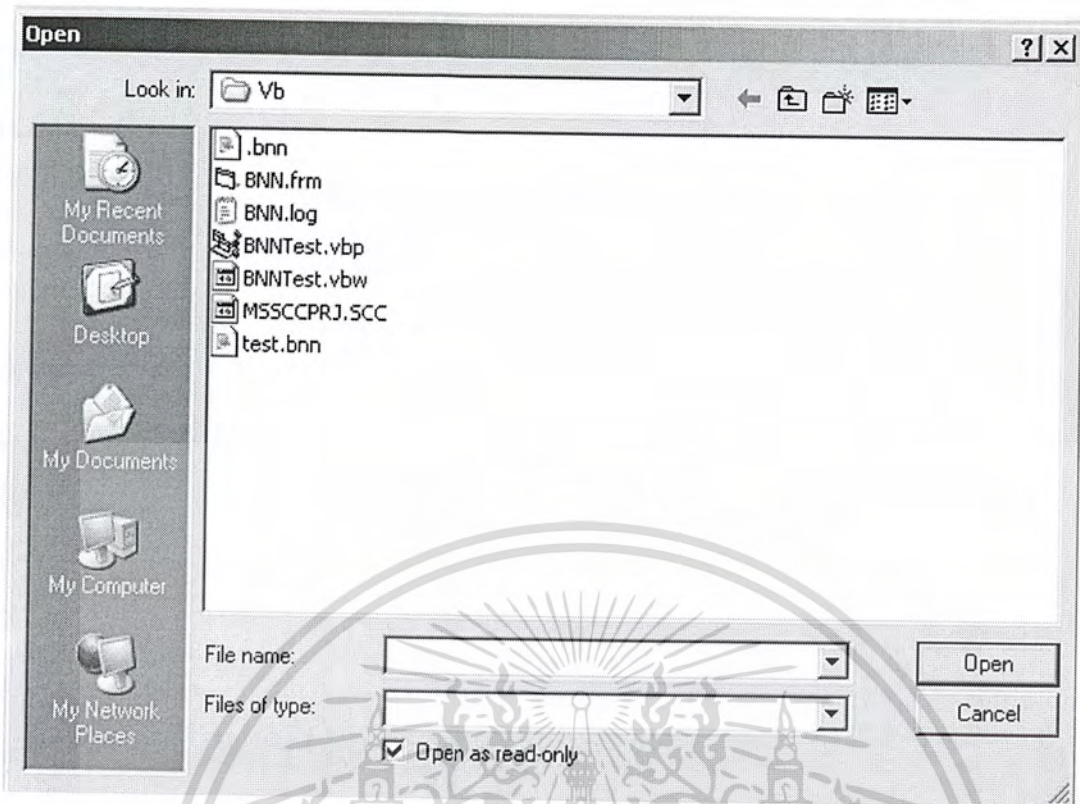 Open
Look in: Vb
My Recent
Documents
Desktop
My Documents
My Computer
My Network
Places
.bnn
BNN.frm
BNN.log
BNNTest.vbp
BNNTest.vbw
MSSCCPRJ.SCC
test.bnn
File name:
Open
Files of type:
Cancel
Open as read-only